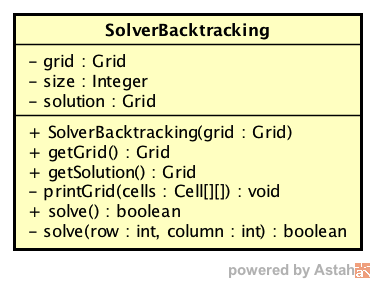 SolverBacktracking
- grid : Grid
- size : Integer
- solution : Grid
+ SolverBacktracking(grid : Grid)
+ getGrid() : Grid
+ getSolution() : Grid
- printGrid(cells : Cell[][]) : void
+ solve() : boolean
- solve(row : int, column : int) : boolean
powered by Astah